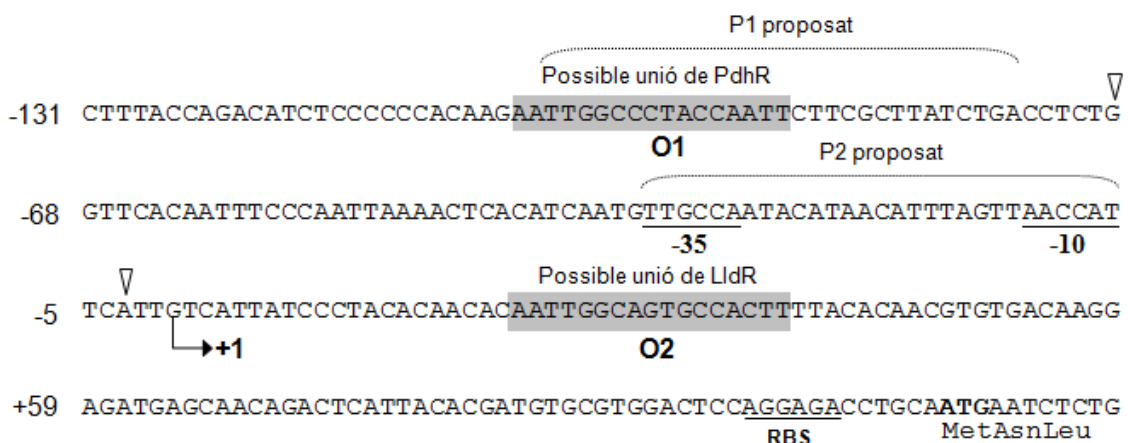 P1 proposat
Possible unió de PdhR
-131 CTTTACCAGACATCTCCCCCCACAAGAATTGGCCCTACCAATTCTTCGCTTATCTGACCTCTG
O1
P2 proposat
-68 GTTCACAATTTCCCAATTAAAACTCACATCAATGTTGCCAATACATAACATTTAGTTAACCAT
-35 -10
Possible unió de LldR
-5 TCATTGTCATTATCCCTACACAACACAATTGGCAGTGCCACTTTTACACAACGTGTGACAAGG
+1 O2
+59 AGATGAGCAACAGACTCATTACACGATGTGCGTGGACTCCAGGAGACCTGCAATGAATCTCTG
RBS MetAsnLeu